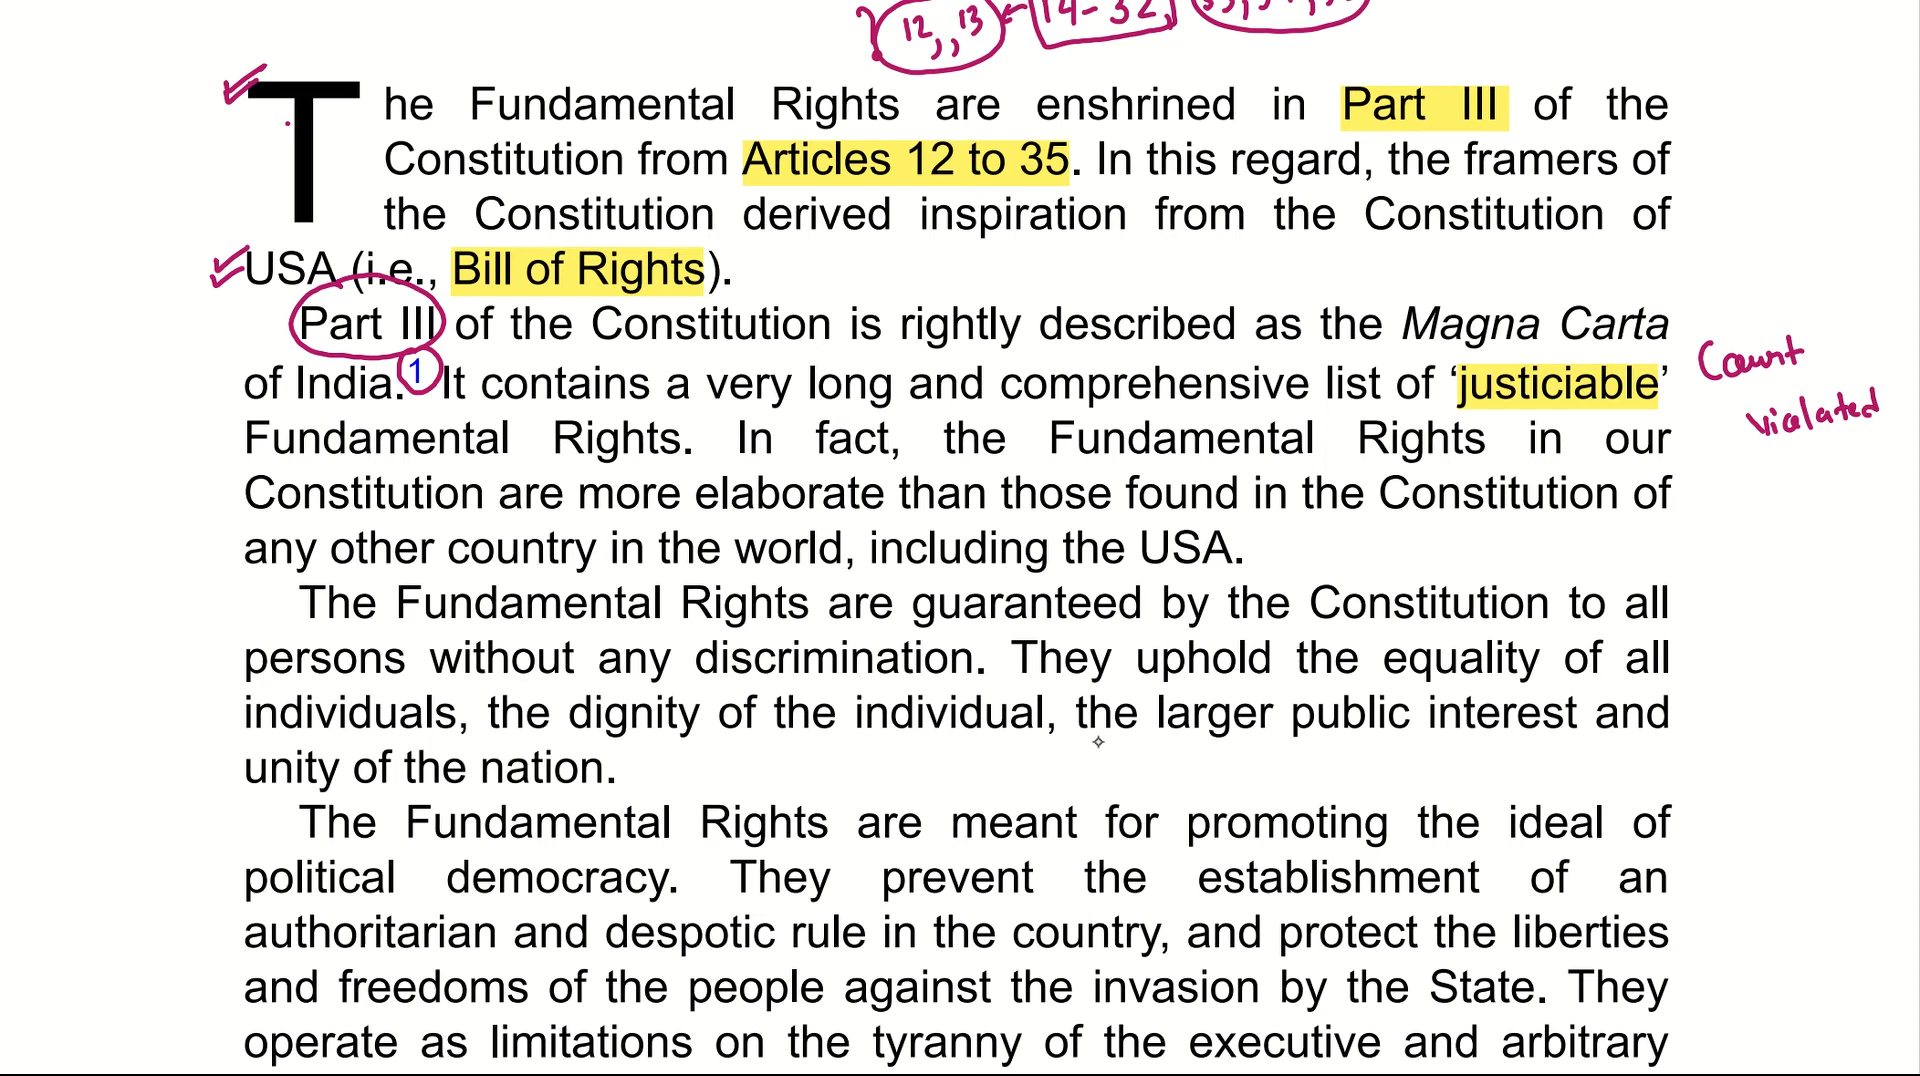 12,,13 14-32,
The Fundamental Rights are enshrined in Part III of the
Constitution from Articles 12 to 35. In this regard, the framers of
the Constitution derived inspiration from the Constitution of
USA (i.e., Bill of Rights).
Part III of the Constitution is rightly described as the Magna Carta
of India.1 It contains a very long and comprehensive list of ‘justiciable’
Court
violated
Fundamental Rights. In fact, the Fundamental Rights in our
Constitution are more elaborate than those found in the Constitution of
any other country in the world, including the USA.
The Fundamental Rights are guaranteed by the Constitution to all
persons without any discrimination. They uphold the equality of all
individuals, the dignity of the individual, the larger public interest and
unity of the nation.
The Fundamental Rights are meant for promoting the ideal of
political democracy. They prevent the establishment of an
authoritarian and despotic rule in the country, and protect the liberties
and freedoms of the people against the invasion by the State. They
operate as limitations on the tyranny of the executive and arbitrary